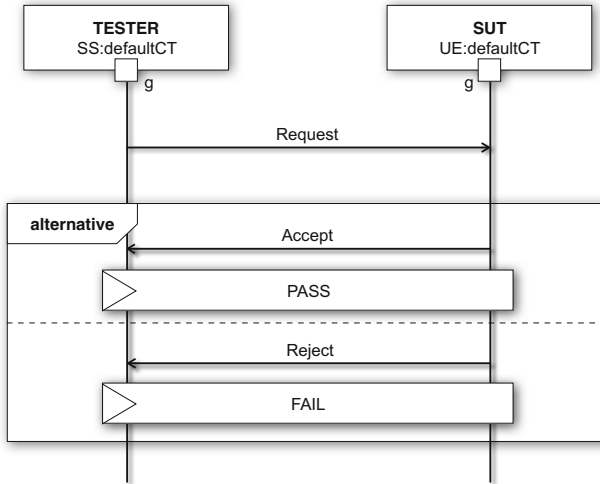 TESTER
SS:defaultCT
SUT
UE:defaultCT
g
g
Request
alternative
Accept
PASS
Reject
FAIL